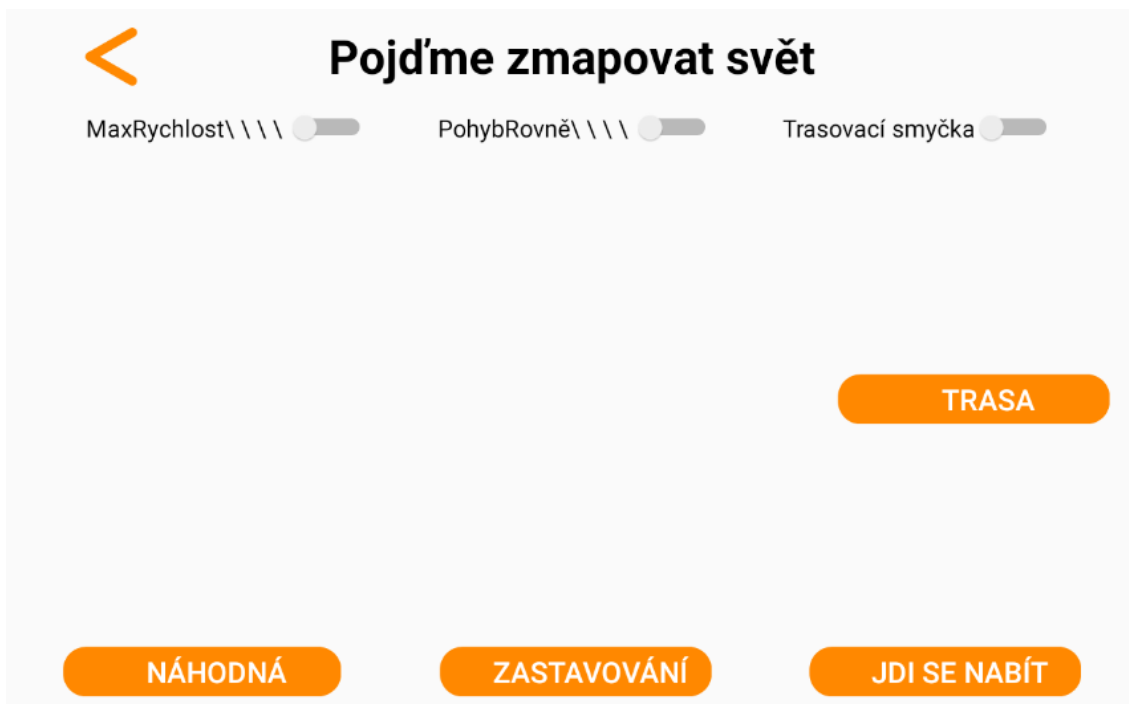 Pojďme zmapovat svět
MaxRychlost\ \ \ \ PohybRovně\ \ \ \ Trasovací smyčka
TRASA
NÁHODNÁ ZASTAVOVÁNÍ JDI SE NABÍT